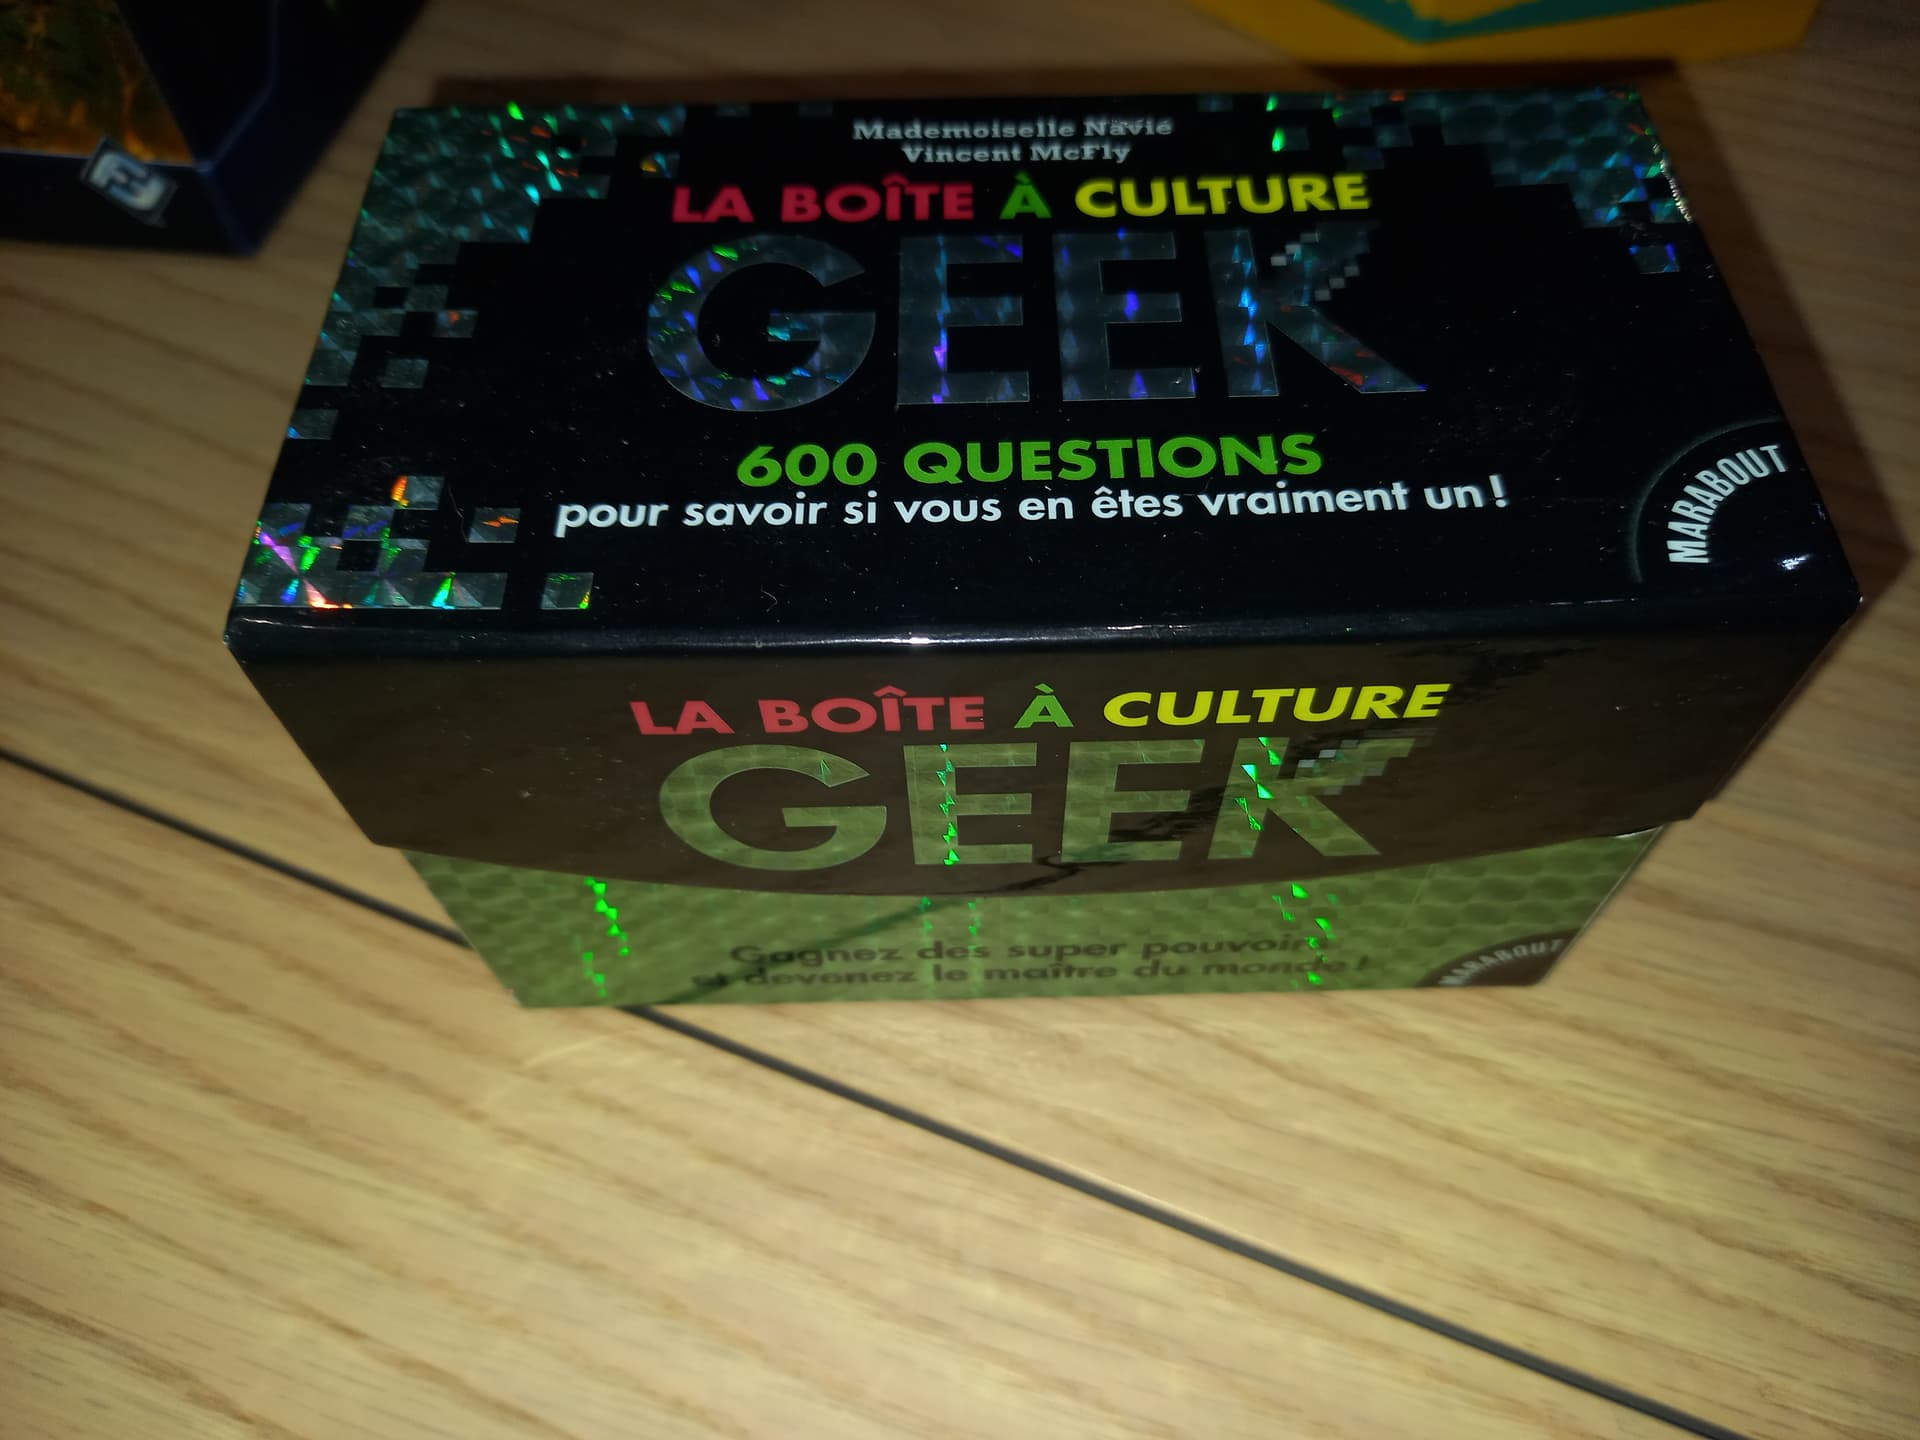 Mademoiselle Navie
Vincent McFly
LA BOÎTE À CULTURE
GEEK
600 QUESTIONS
pour savoir si vous en êtes vraiment un !
MARABOUT
LA BOÎTE À CULTURE
GEEK
Gagnez des super pouvoirs
et devenez le maître du monde !
MARABOUT